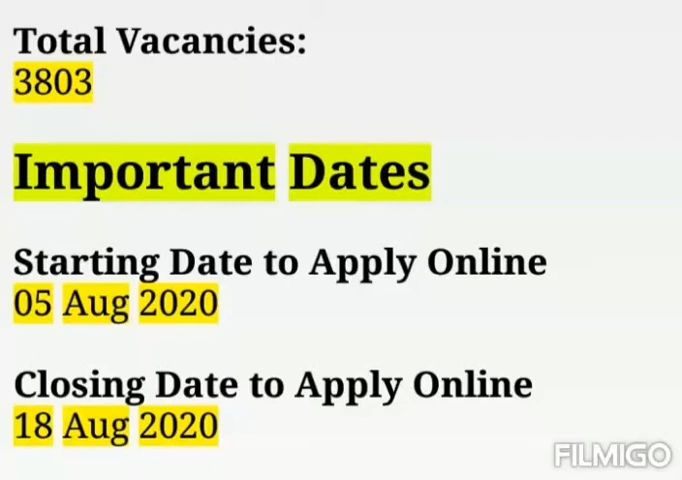 Total Vacancies:
3803
Important Dates
Starting Date to Apply Online
05 Aug 2020
Closing Date to Apply Online
18 Aug 2020
FILMIGO